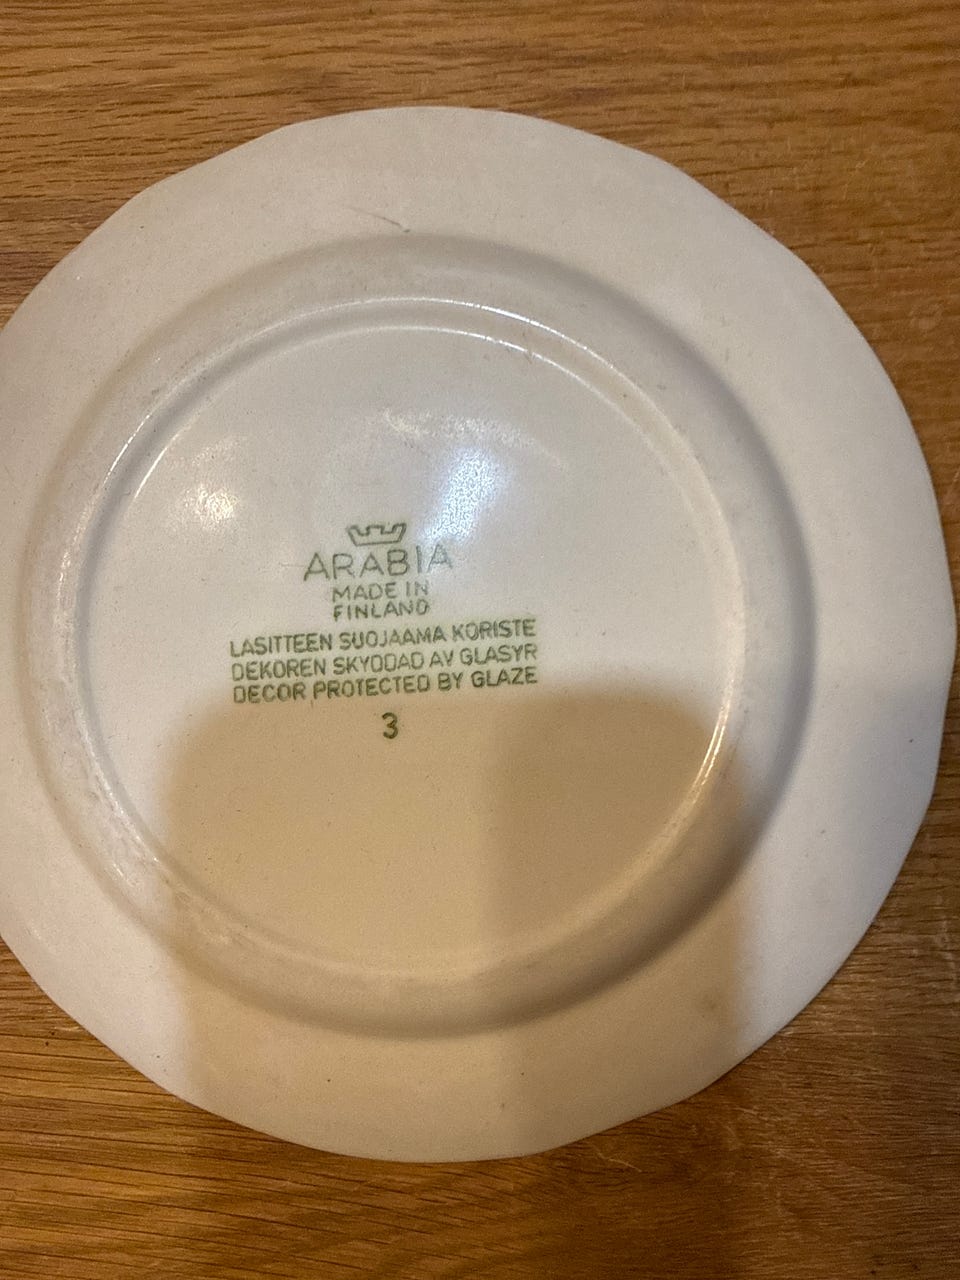 ARABIA
MADE IN
FINLAND
LASITTEEN SUOJAAMA KORISTE
DEKOREN SKYDDAD AV GLASYR
DECOR PROTECTED BY GLAZE
3